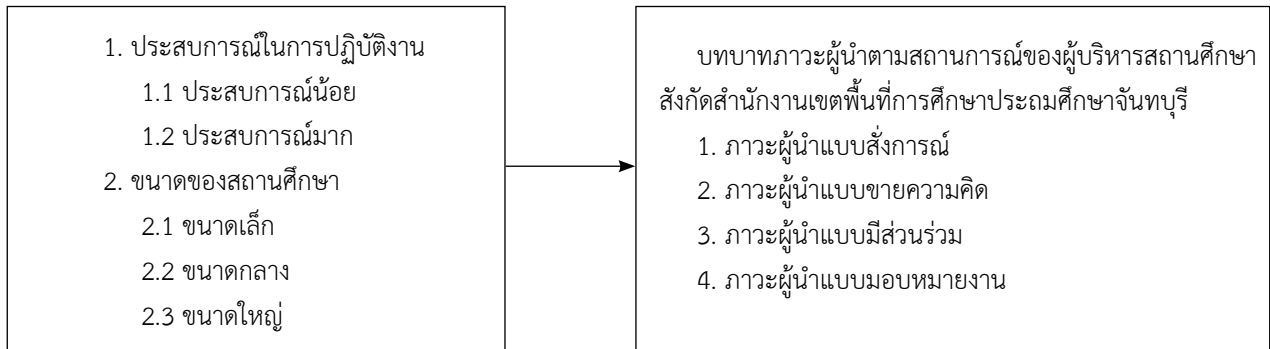 1. ประสบการณ์ในการปฏิบัติงาน
1.1 ประสบการณ์น้อย
1.2 ประสบการณ์มาก
2. ขนาดของสถานศึกษา
2.1 ขนาดเล็ก
2.2 ขนาดกลาง
2.3 ขนาดใหญ่
บทบาทภาวะผู้นำตามสถานการณ์ของผู้บริหารสถานศึกษา
สังกัดสำนักงานเขตพื้นที่การศึกษาประถมศึกษาจันทบุรี
1. ภาวะผู้นำแบบสั่งการณ์
2. ภาวะผู้นำแบบขายความคิด
3. ภาวะผู้นำแบบมีส่วนร่วม
4. ภาวะผู้นำแบบมอบหมายงาน